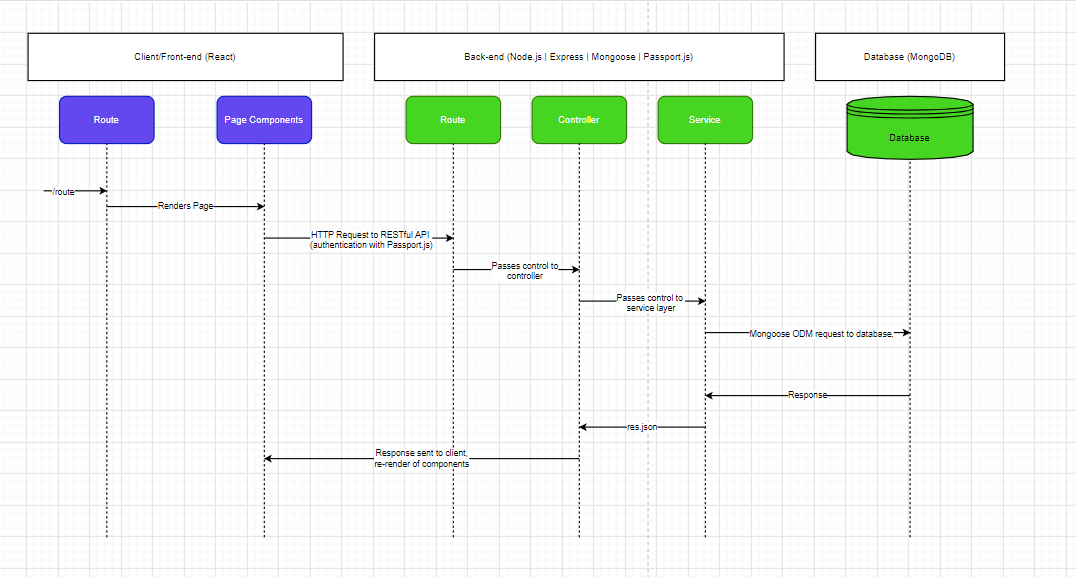 Client/Front-end (React)
Back-end (Node.js | Express | Mongoose | Passport.js)
Database (MongoDB)
Route
Page Components
Route
Controller
Service
Database
/route
Renders Page
HTTP Request to RESTful API
(authentication with Passport.js)
Passes control to
controller
Passes control to
service layer
Mongoose ODM request to database,
Response
res.json
Response sent to client,
re-render of components